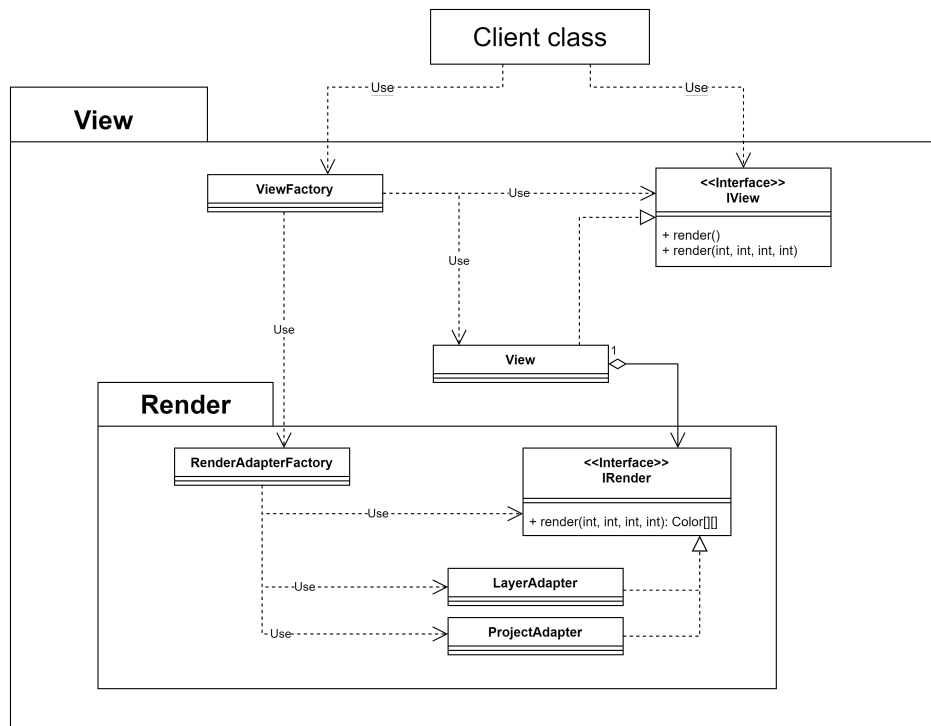 Client class
Use
Use
View
ViewFactory
Use
<<Interface>>
IView
+ render()
+ render(int, int, int, int)
Use
Use
1
View
Render
RenderAdapterFactory
<<Interface>>
IRender
+ render(int, int, int, int): Color[][]
Use
Use
LayerAdapter
Use
ProjectAdapter